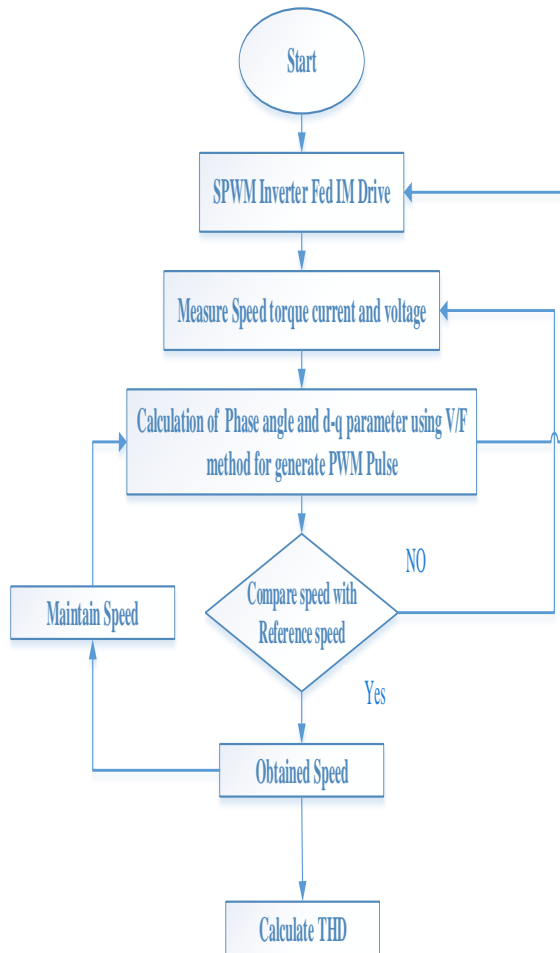 Start
SPWM Inverter Fed IM Drive
Measure Speed torque current and voltage
Calculation of Phase angle and d-q parameter using V/F
method for generate PWM Pulse
NO
Compare speed with
Reference speed
Maintain Speed
Yes
Obtained Speed
Calculate THD